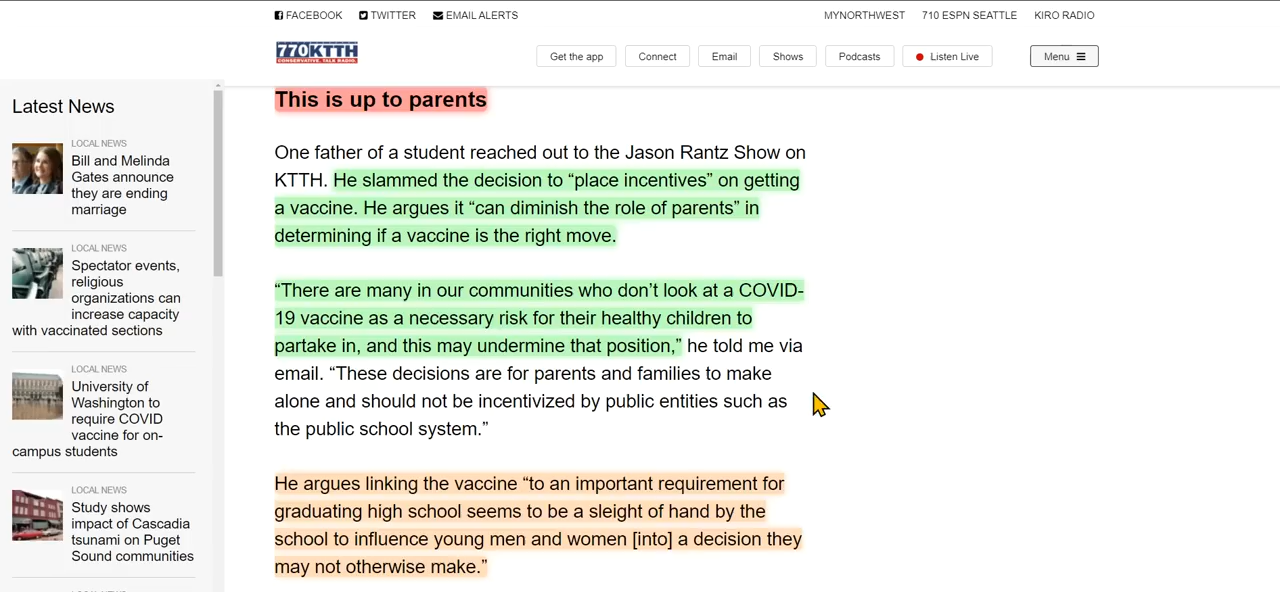 FACEBOOK TWITTER EMAIL ALERTS MYNORTHWEST 710 ESPN SEATTLE KIRO RADIO
770KTTH
CONSERVATIVE. TALK RADIO.
Get the app Connect Email Shows Podcasts Listen Live Menu
Latest News
LOCAL NEWS
Bill and Melinda
Gates announce
they are ending
marriage
LOCAL NEWS
Spectator events,
religious
organizations can
increase capacity
with vaccinated sections
LOCAL NEWS
University of
Washington to
require COVID
vaccine for on-
campus students
LOCAL NEWS
Study shows
impact of Cascadia
tsunami on Puget
Sound communities
This is up to parents
One father of a student reached out to the Jason Rantz Show on
KTTH. He slammed the decision to “place incentives” on getting
a vaccine. He argues it “can diminish the role of parents” in
determining if a vaccine is the right move.
“There are many in our communities who don’t look at a COVID-
19 vaccine as a necessary risk for their healthy children to
partake in, and this may undermine that position,” he told me via
email. “These decisions are for parents and families to make
alone and should not be incentivized by public entities such as
the public school system.”
He argues linking the vaccine “to an important requirement for
graduating high school seems to be a sleight of hand by the
school to influence young men and women [into] a decision they
may not otherwise make.”